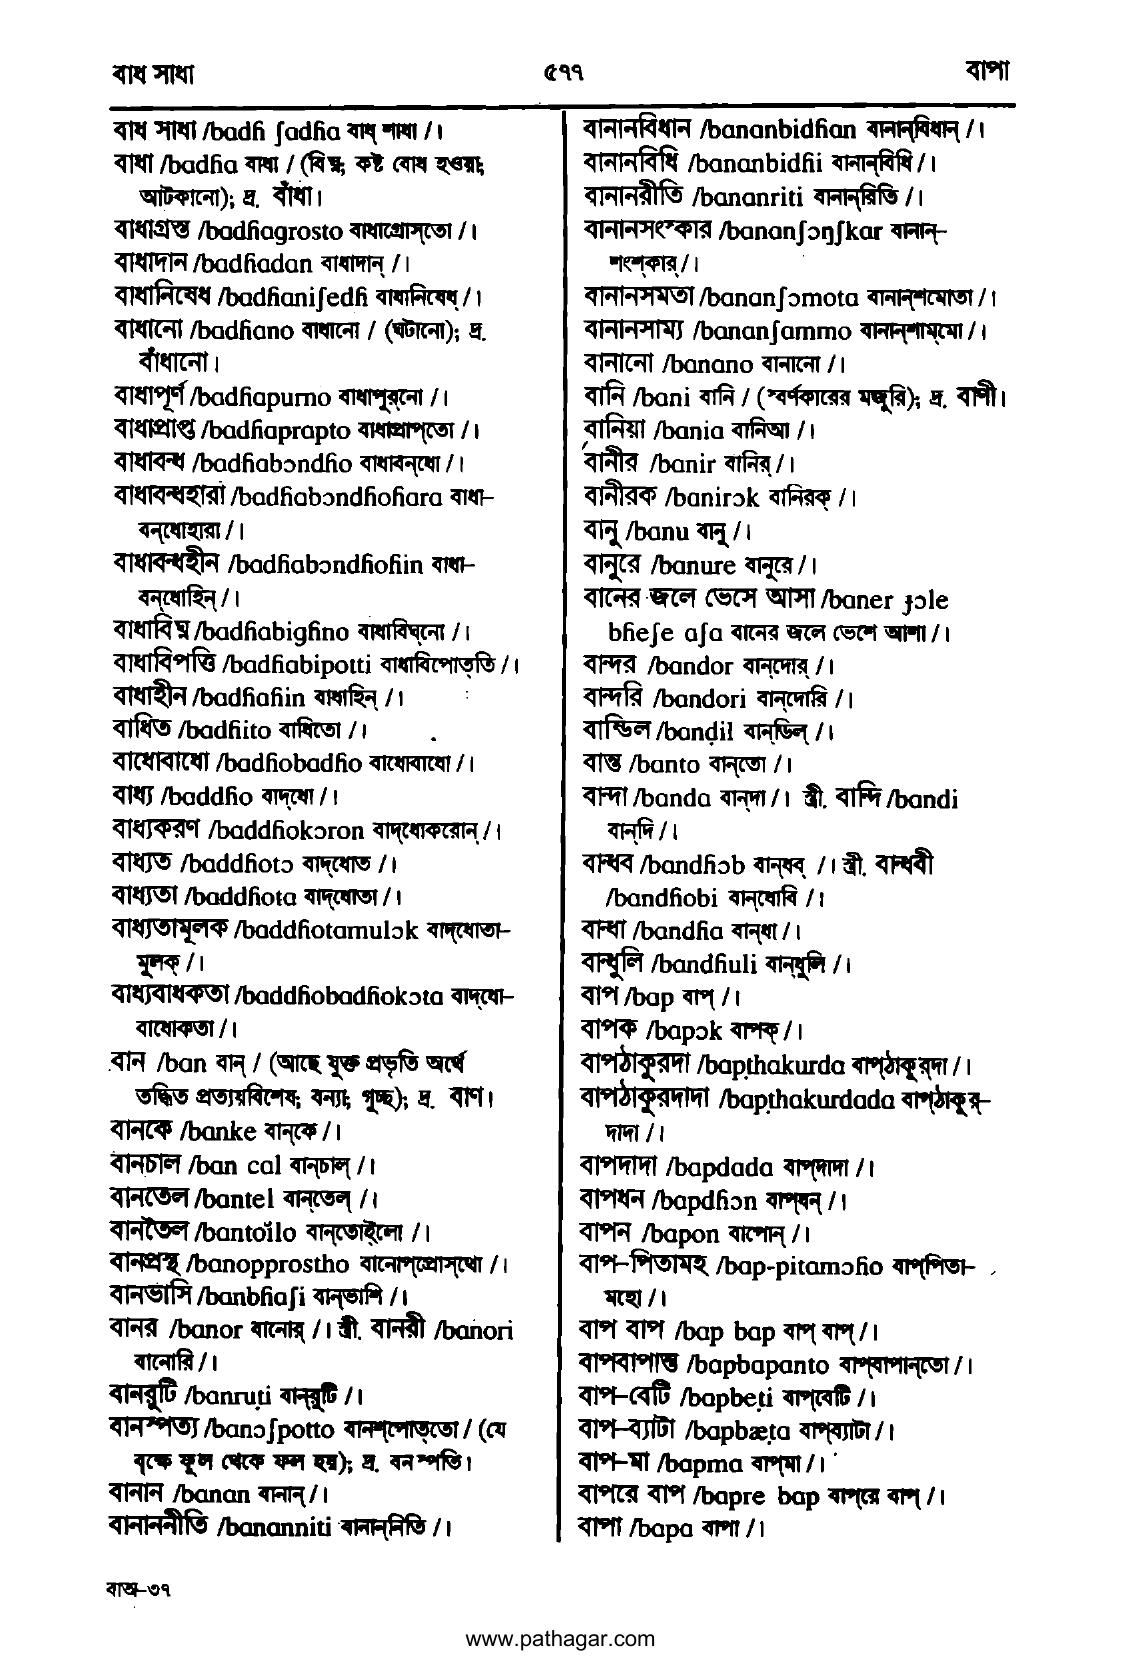 বাধ সাধা ৫৭৭ বাপা
বাধ সাধা /badɦ ʃadɦa বাধ্ শাধা /।
বাধা /badɦa বাধা / (বিঘ্ন; কষ্ট বোধ হওয়া;
আটকানো); দ্র. বাঁধা।
বাধাগ্রস্ত /badɦagrosto বাধাগ্রোস্‌তো /।
বাধাদান /badɦadan বাধাদান্ /।
বাধানিষেধ /badɦaniʃedɦ বাধানিষেধ্ /।
বাধানো /badɦano বাধানো / (ঘটানো); দ্র.
বাঁধানো।
বাধাপূর্ণ /badɦapurno বাধাপুর্‌নো /।
বাধাপ্রাপ্ত /badɦaprapto বাধাপ্রাপ্‌তো /।
বাধাবন্ধ /badɦabɔndɦo বাধাবন্‌ধো /।
বাধাবন্ধহারা /badɦabɔndɦoɦara বাধা–
বন্‌ধোহারা /।
বাধাবন্ধহীন /badɦabɔndɦoɦin বাধা–
বন্‌ধোহিন্ /।
বাধাবিঘ্ন /badɦabigɦno বাধাবিঘ্‌নো /।
বাধাবিপত্তি /badɦabipotti বাধাবিপোত্‌তি /।
বাধাহীন /badɦaɦin বাধাহিন্ /।
বাধিত /badɦito বাধিতো /।
বাধোবাধো /badɦobadɦo বাধোবাধো /।
বাধ্য /baddɦo বাদ্‌ধো /।
বাধ্যকরণ /baddɦokɔron বাদ্‌ধোকরোন্ /।
বাধ্যত /baddɦotɔ বাদ্‌ধোত /।
বাধ্যতা /baddɦota বাদ্‌ধোতা /।
বাধ্যতামূলক /baddɦotamulɔk বাদ্‌ধোতা–
মুলক্ /।
বাধ্যবাধকতা /baddɦobadɦokɔta বাদ্‌ধো–
বাধোকতা /।
বান /ban বান্ / (আছে যুক্ত প্রভৃতি অর্থে
তদ্ধিত প্রত্যয়বিশেষ; বন্যা; গুচ্ছ); দ্র. বাণ।
বানকে /banke বান্‌কে /।
বানচাল /ban cal বান্‌চাল্ /।
বানতেল /bantel বান্‌তেল্ /।
বানতৈল /bantoĭlo বান্‌তোই্‌লো /।
বানপ্রস্থ /banopprostho বানোপ্‌প্রোস্‌থো /।
বানভাসি /banbɦaʃi বান্‌ভাশি /।
বানর /banor বানোর্ /। স্ত্রী. বানরী /banori
বানোরি /।
বানরুটি /banruṭi বান্‌রুটি /।
বানস্পত্য /banɔʃpotto বানশ্‌পোত্‌তো / (যে
বৃক্ষে ফুল থেকে ফল হয়); দ্র. বনস্পতি।
বানান /banan বানান্ /।
বানাননীতি /bananniti বানান্‌নিতি /।
বানানবিধান /bananbidɦan বানান্‌বিধান্ /।
বানানবিধি /bananbidɦi বানান্‌বিধি /।
বানানরীতি /bananriti বানান্‌রিতি /।
বানানসংস্কার /bananʃɔŋʃkar বানান্–
শংশ্‌কার্ /।
বানানসমতা /bananʃɔmota বানান্‌শমোতা /।
বানানসাম্য /bananʃammo বানান্‌শাম্‌মো /।
বানানো /banano বানানো /।
বানি /bani বানি / (স্বর্ণকারের মজুরি); দ্র. বাণী।
বানিয়া /bania বানিআ /।
বানীর /banir বানির্ /।
বানীরক /banirɔk বানিরক্ /।
বানু /banu বানু /।
বানুরে /banure বানুরে /।
বানের জলে ভেসে আসা /baner ɟɔle
bɦeʃe aʃa বানের জলে ভেশে আশা /।
বান্দর /bandor বান্‌দোর্ /।
বান্দরি /bandori বান্‌দোরি /।
বান্ডিল /banḍil বান্‌ডিল্ /।
বান্ত /banto বান্‌তো /।
বান্দা /banda বান্‌দা /। স্ত্রী. বান্দি /bandi
বান্‌দি /।
বান্ধব /bandɦɔb বান্‌ধব্ /। স্ত্রী. বান্ধবী
/bandɦobi বান্‌ধোবি /।
বান্ধা /bandɦa বান্‌ধা /।
বান্ধুলি /bandɦuli বান্‌ধুলি /।
বাপ /bap বাপ্ /।
বাপক /bapɔk বাপক্ /।
বাপঠাকুরদা /bapṭhakurda বাপ্‌ঠাকুর্‌দা /।
বাপঠাকুরদাদা /bapṭhakurdada বাপ্‌ঠাকুর্–
দাদা /।
বাপদাদা /bapdada বাপ্‌দাদা /।
বাপধন /bapdɦɔn বাপ্‌ধন্ /।
বাপন /bapon বাপোন্ /।
বাপ–পিতামহ /bap-pitamɔɦo বাপ্‌পিতা–
মহো /।
বাপ বাপ /bap bap বাপ্ বাপ্ /।
বাপবাপান্ত /bapbapanto বাপ্‌বাপান্‌তো /।
বাপ–বেটি /bapbeṭi বাপ্‌বেটি /।
বাপ–ব্যাটা /bapbæṭa বাপ্‌ব্যাটা /।
বাপ–মা /bapma বাপ্‌মা /।
বাপরে বাপ /bapre bap বাপ্‌রে বাপ্ /।
বাপা /bapa বাপা /।
বাঅ–৩৭
www.pathagar.com